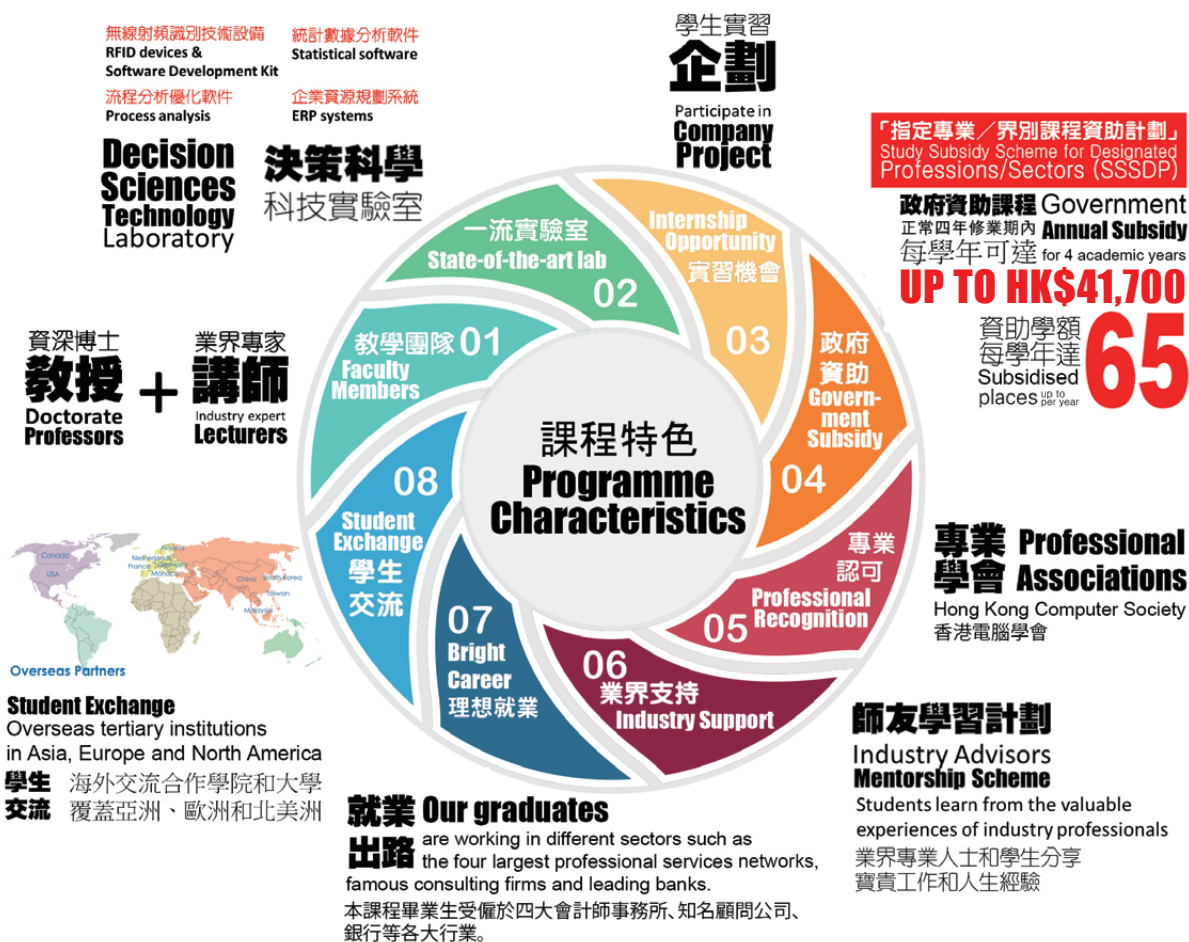 無線射頻識別技術設備
RFID devices &
Software Development Kit
統計數據分析軟件
Statistical software
流程分析優化軟件
Process analysis
企業資源規劃系統
ERP systems
Decision
Sciences
Technology
Laboratory
決策科學
科技實驗室
學生實習
企劃
Participate in
Company
Project
「指定專業／界別課程資助計劃」
Study Subsidy Scheme for Designated
Professions/Sectors (SSSDP)
政府資助課程 Government
正常四年修業期內 Annual Subsidy
每學年可達 for 4 academic years
UP TO HK$41,700
資助學額
每學年達
Subsidised
places up to per year
65
資深博士
教授
Doctorate
Professors
+
業界專家
講師
Industry expert
Lecturers
課程特色
Programme
Characteristics
教學團隊 01
Faculty
Members
一流實驗室
State-of-the-art lab
02
Internship
Opportunity
實習機會
03
政府
資助
Govern-
ment
Subsidy
04
專業
認可
Professional
05 Recognition
06
業界支持
Industry Support
07
Bright
Career
理想就業
08
Student
Exchange
學生
交流
專業 Professional
學會 Associations
Hong Kong Computer Society
香港電腦學會
師友學習計劃
Industry Advisors
Mentorship Scheme
Students learn from the valuable
experiences of industry professionals
業界專業人士和學生分享
寶貴工作和人生經驗
就業 Our graduates
出路 are working in different sectors such as
the four largest professional services networks,
famous consulting firms and leading banks.
本課程畢業生受僱於四大會計師事務所、知名顧問公司、
銀行等各大行業。
Canada
USA
Netherlands
France
Germany
Monaco
China
South Korea
Taiwan
Malaysia
Overseas Partners
Student Exchange
Overseas tertiary institutions
in Asia, Europe and North America
學生 海外交流合作學院和大學
交流 覆蓋亞洲、歐洲和北美洲